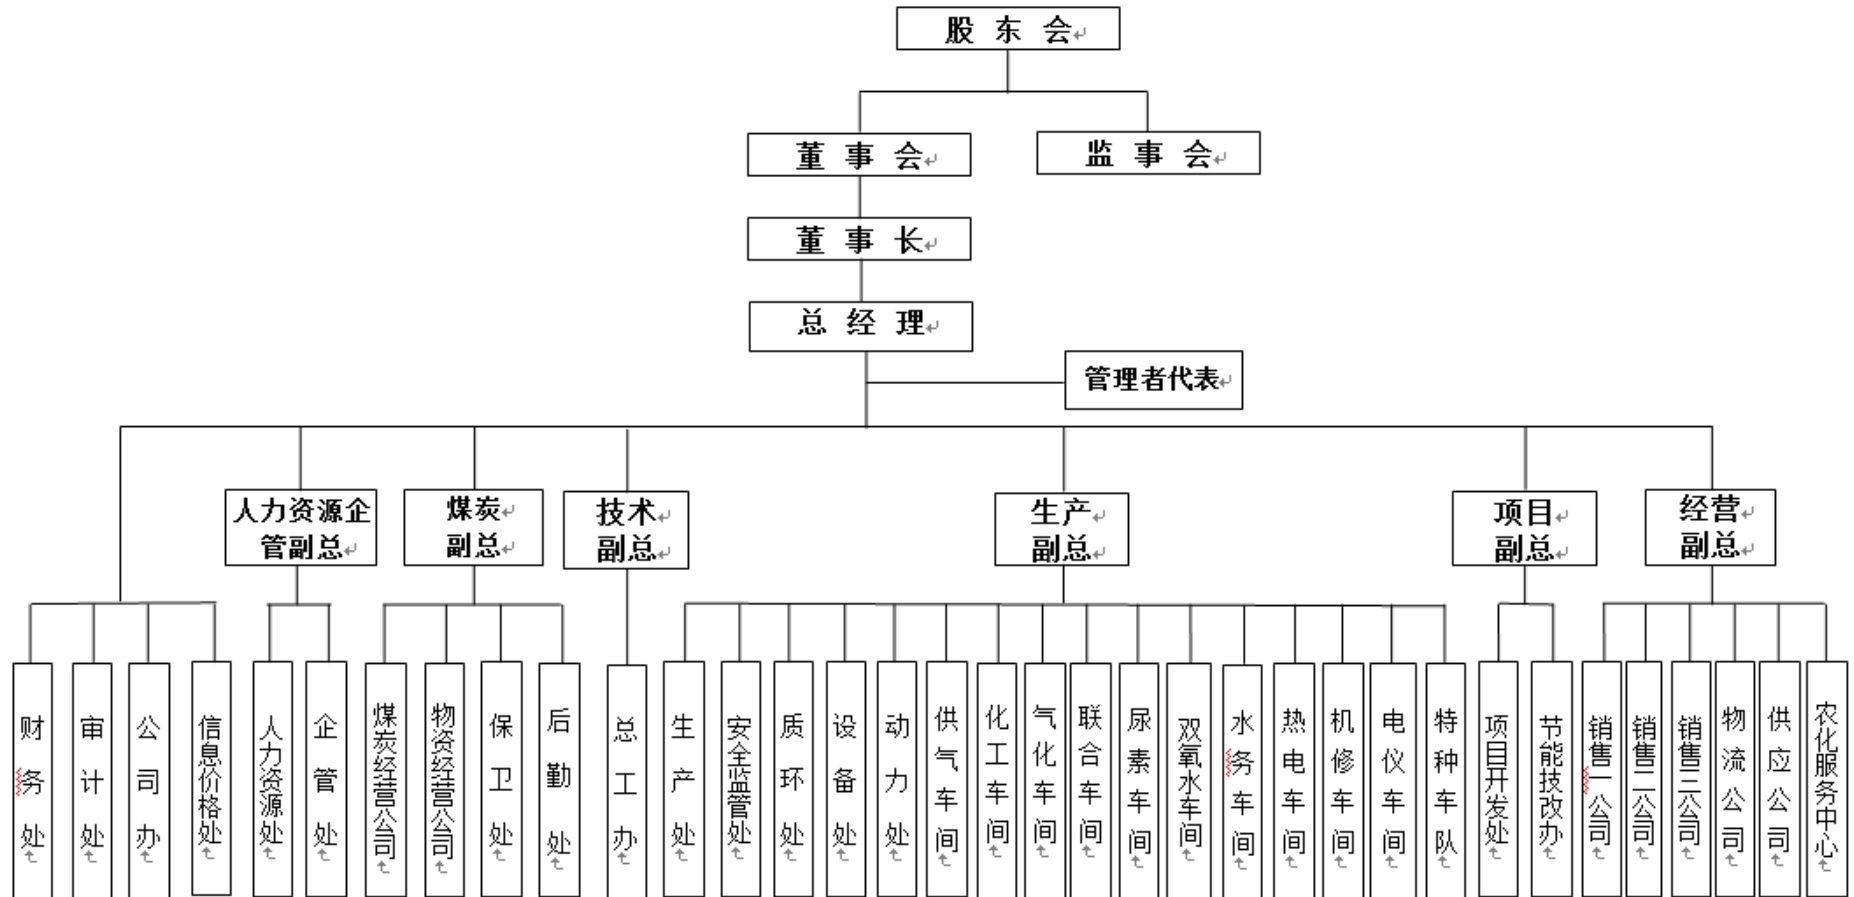 股东会
董事会
监事会
董事长
总经理
管理者代表
人力资源企
管副总
煤炭
副总
技术
副总
生产
副总
项目
副总
经营
副总
财务处
审计处
公司办
信息价格处
人力资源处
企管处
煤炭经营公司
物资经营公司
保卫处
后勤处
总工办
生产处
安全监管处
质环处
设备处
动力处
供气车间
化工车间
气化车间
联合车间
尿素车间
双氧水车间
水务车间
热电车间
机修车间
电仪车间
特种车队
项目开发处
节能技改办
销售一公司
销售二公司
销售三公司
物流公司
供应公司
农化服务中心